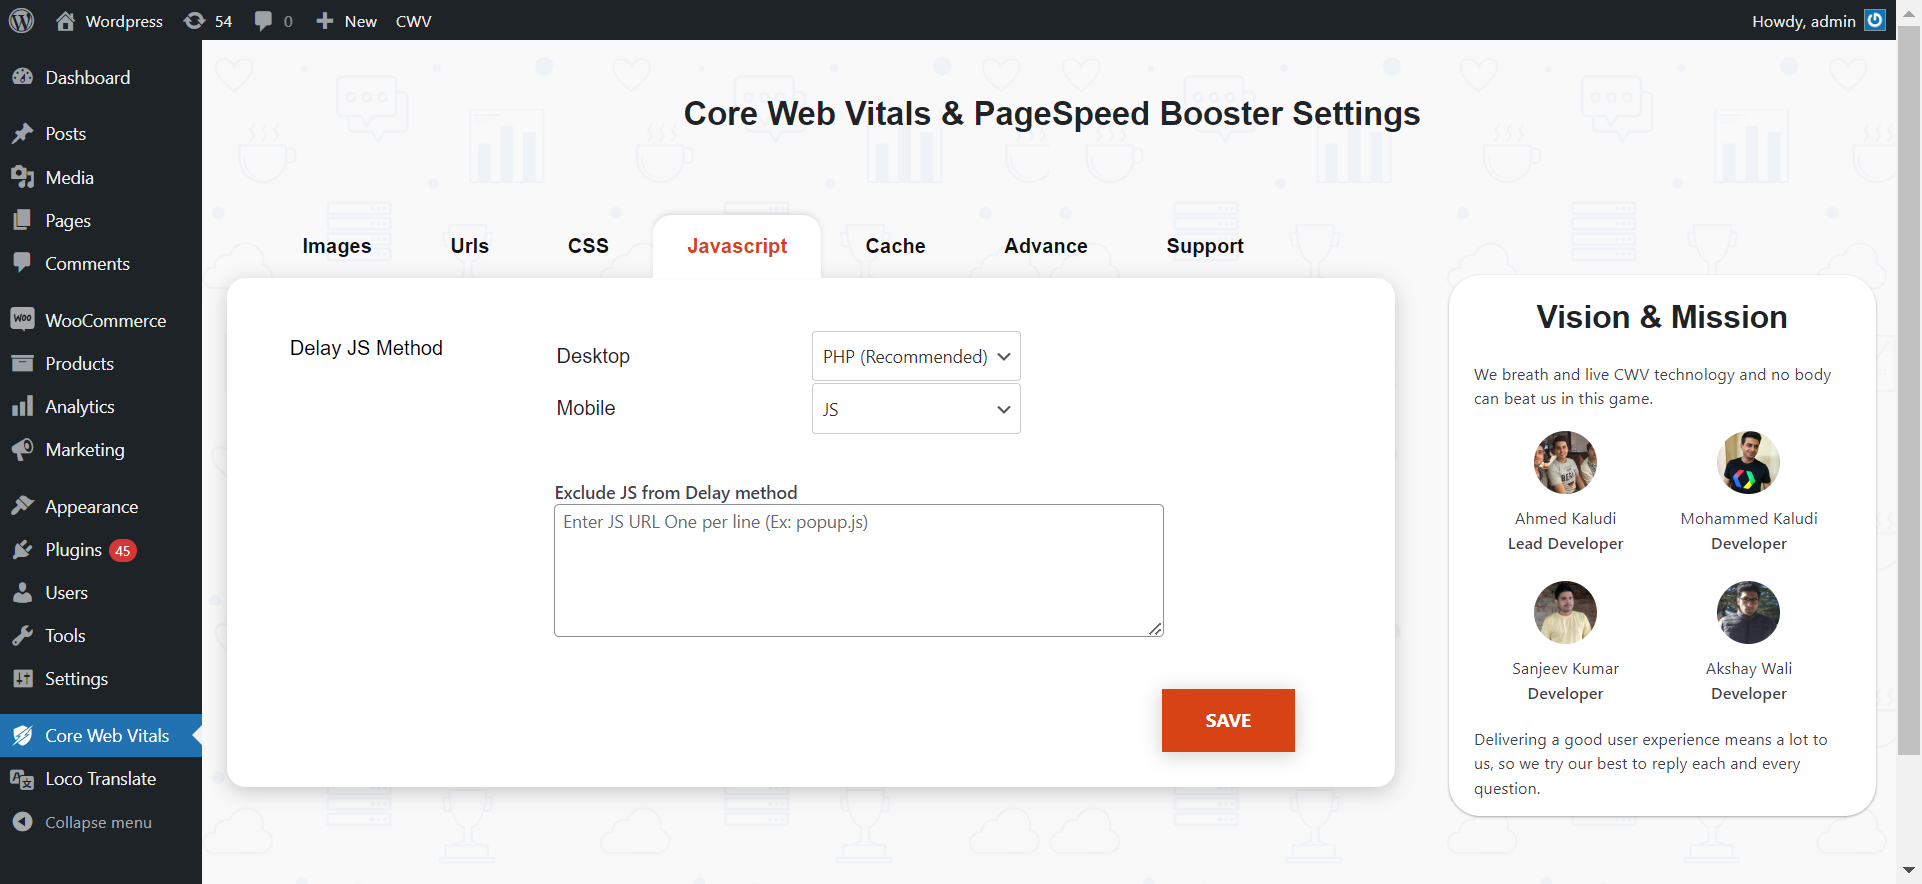 Wordpress 54 0 New CWV Howdy, admin
Dashboard
Posts
Media
Pages
Comments
WOO WooCommerce
Products
Analytics
Marketing
Appearance
Plugins 45
Users
Tools
Settings
Core Web Vitals
Loco Translate
Collapse menu
Core Web Vitals & PageSpeed Booster Settings
Images Urls CSS Javascript Cache Advance Support
Delay JS Method
Desktop PHP (Recommended)
Mobile JS
Exclude JS from Delay method
Enter JS URL One per line (Ex: popup.js)
SAVE
Vision & Mission
We breath and live CWV technology and no body
can beat us in this game.
Ahmed Kaludi Mohammed Kaludi
Lead Developer Developer
Sanjeev Kumar Akshay Wali
Developer Developer
Delivering a good user experience means a lot to
us, so we try our best to reply each and every
question.